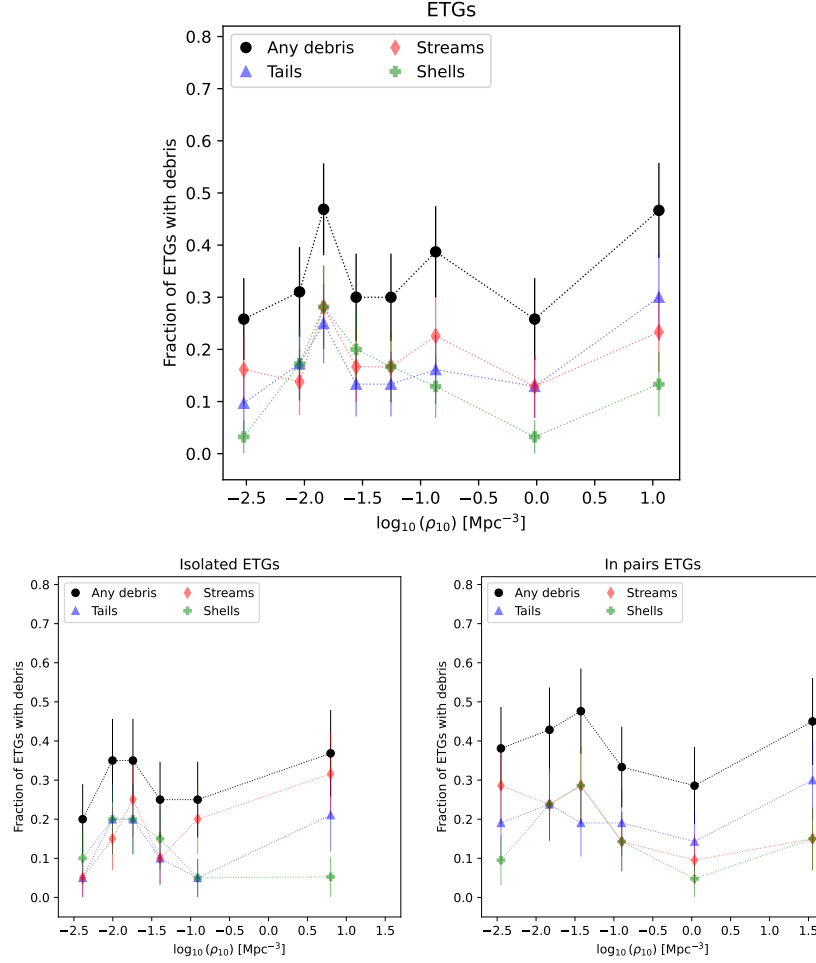 ETGs
Any debris
Tails
Streams
Shells
Fraction of ETGs with debris
0.8
0.7
0.6
0.5
0.4
0.3
0.2
0.1
0.0
−2.5 −2.0 −1.5 −1.0 −0.5 0.0 0.5 1.0
log₁₀(ρ₁₀) [Mpc⁻³]
Isolated ETGs
Any debris
Tails
Streams
Shells
Fraction of ETGs with debris
0.8
0.7
0.6
0.5
0.4
0.3
0.2
0.1
0.0
−2.5 −2.0 −1.5 −1.0 −0.5 0.0 0.5 1.0 1.5
log₁₀(ρ₁₀) [Mpc⁻³]
In pairs ETGs
Any debris
Tails
Streams
Shells
Fraction of ETGs with debris
0.8
0.7
0.6
0.5
0.4
0.3
0.2
0.1
0.0
−2.5 −2.0 −1.5 −1.0 −0.5 0.0 0.5 1.0 1.5
log₁₀(ρ₁₀) [Mpc⁻³]